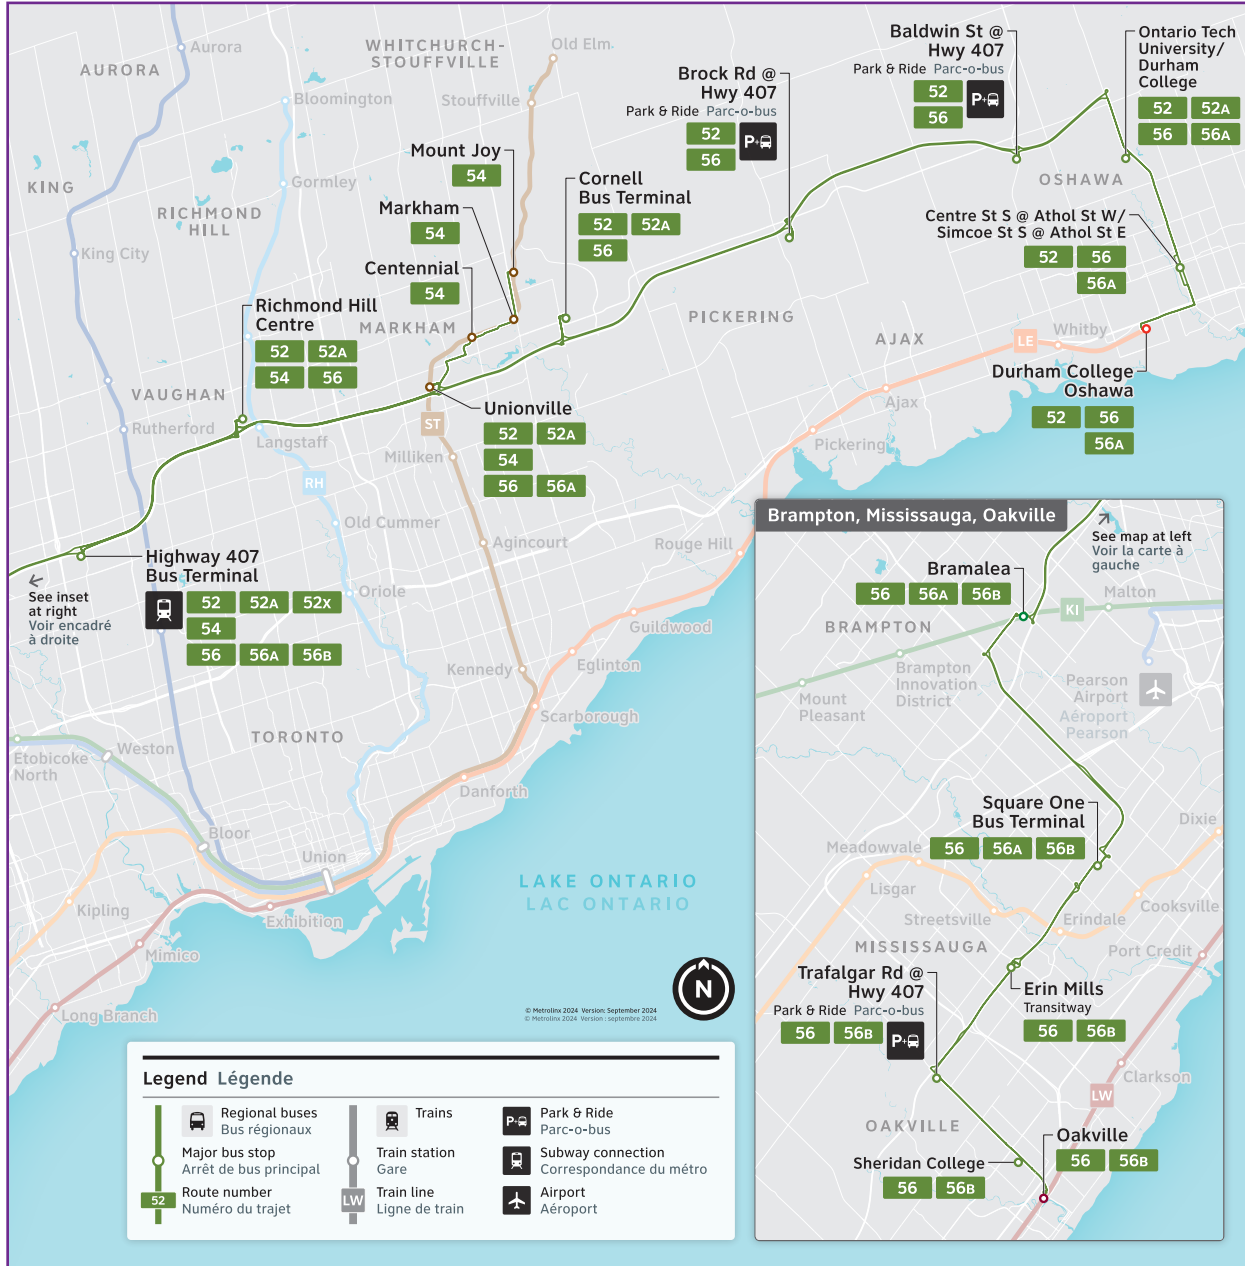 WHITCHURCH-
STOUFFVILLE
Old Elm
Aurora
AURORA
Bloomington
Stouffville
Baldwin St @
Hwy 407
Park & Ride Parc-o-bus
52
56
P+
Ontario Tech
University/
Durham
College
52 52A
56 56A
Brock Rd @
Hwy 407
Park & Ride Parc-o-bus
52
56
P+
Mount Joy
54
KING
Gormley
RICHMOND
HILL
King City
Markham
54
Cornell
Bus Terminal
52 52A
56
OSHAWA
Centre St S @ Athol St W/
Simcoe St S @ Athol St E
52 56
56A
Centennial
54
Richmond Hill
Centre
52 52A
54 56
MARKHAM
PICKERING
AJAX
LE
Whitby
Durham College
Oshawa
52 56
56A
Ajax
Pickering
VAUGHAN
Rutherford
Langstaff
Unionville
52 52A
54
56 56A
ST
Milliken
RH
Old Cummer
Agincourt
Rouge Hill
Highway 407
Bus Terminal
52 52A 52X
54
56 56A 56B
See inset
at right
Voir encadré
à droite
Oriole
Guildwood
Eglinton
Kennedy
Scarborough
TORONTO
Weston
Etobicoke
North
Danforth
Bloor
Union
Kipling
Exhibition
Mimico
Long Branch
LAKE ONTARIO
LAC ONTARIO
N
© Metrolinx 2024 Version: September 2024
© Metrolinx 2024 Version : septembre 2024
Brampton, Mississauga, Oakville
See map at left
Voir la carte à
gauche
Bramalea
56 56A 56B
KI
Malton
BRAMPTON
Brampton
Innovation
District
Mount
Pleasant
Pearson
Airport
Aéroport
Pearson
Square One
Bus Terminal
56 56A 56B
Dixie
Meadowvale
Lisgar
Streetsville
Erindale
Cooksville
MISSISSAUGA
Port Credit
Trafalgar Rd @
Hwy 407
Park & Ride Parc-o-bus
56 56B
P+
Erin Mills
Transitway
56 56B
Clarkson
LW
OAKVILLE
Oakville
56 56B
Sheridan College
56 56B
Legend Légende
Regional buses
Bus régionaux
Major bus stop
Arrêt de bus principal
52
Route number
Numéro du trajet
Trains
Train station
Gare
LW
Train line
Ligne de train
P+
Park & Ride
Parc-o-bus
Subway connection
Correspondance du métro
Airport
Aéroport